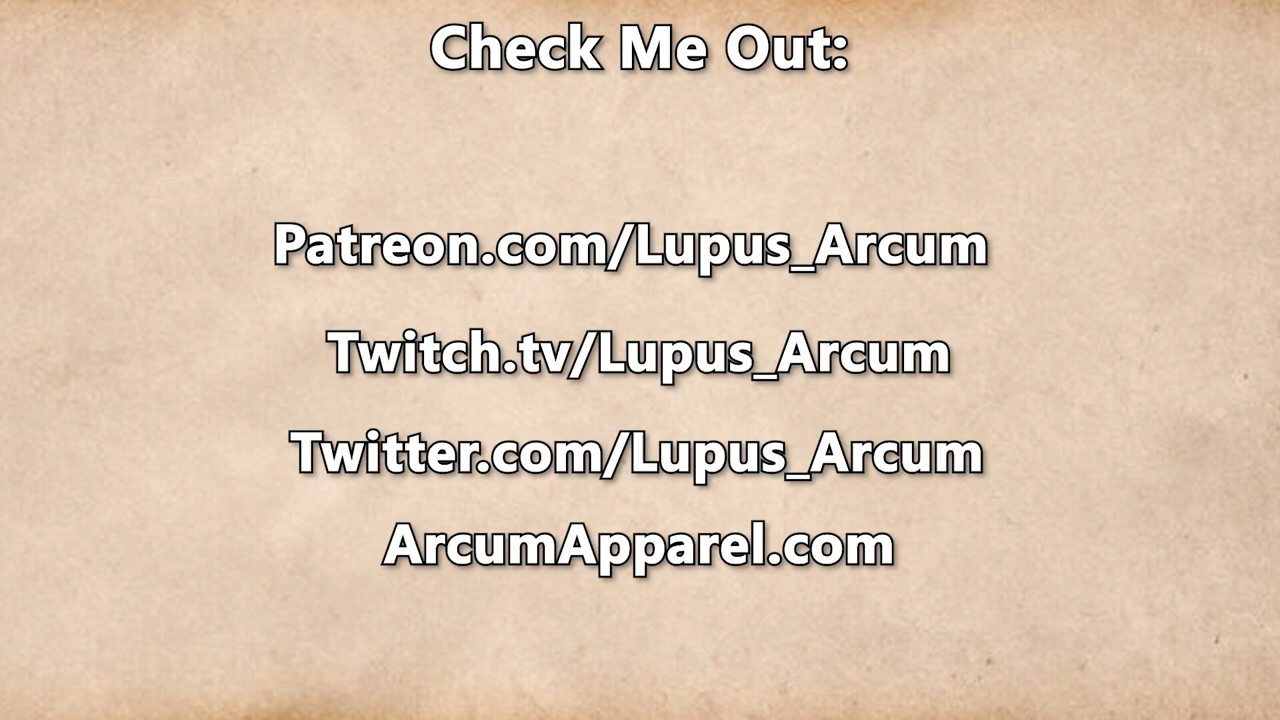 Check Me Out:
Patreon.com/Lupus_Arcum
Twitch.tv/Lupus_Arcum
Twitter.com/Lupus_Arcum
ArcumApparel.com